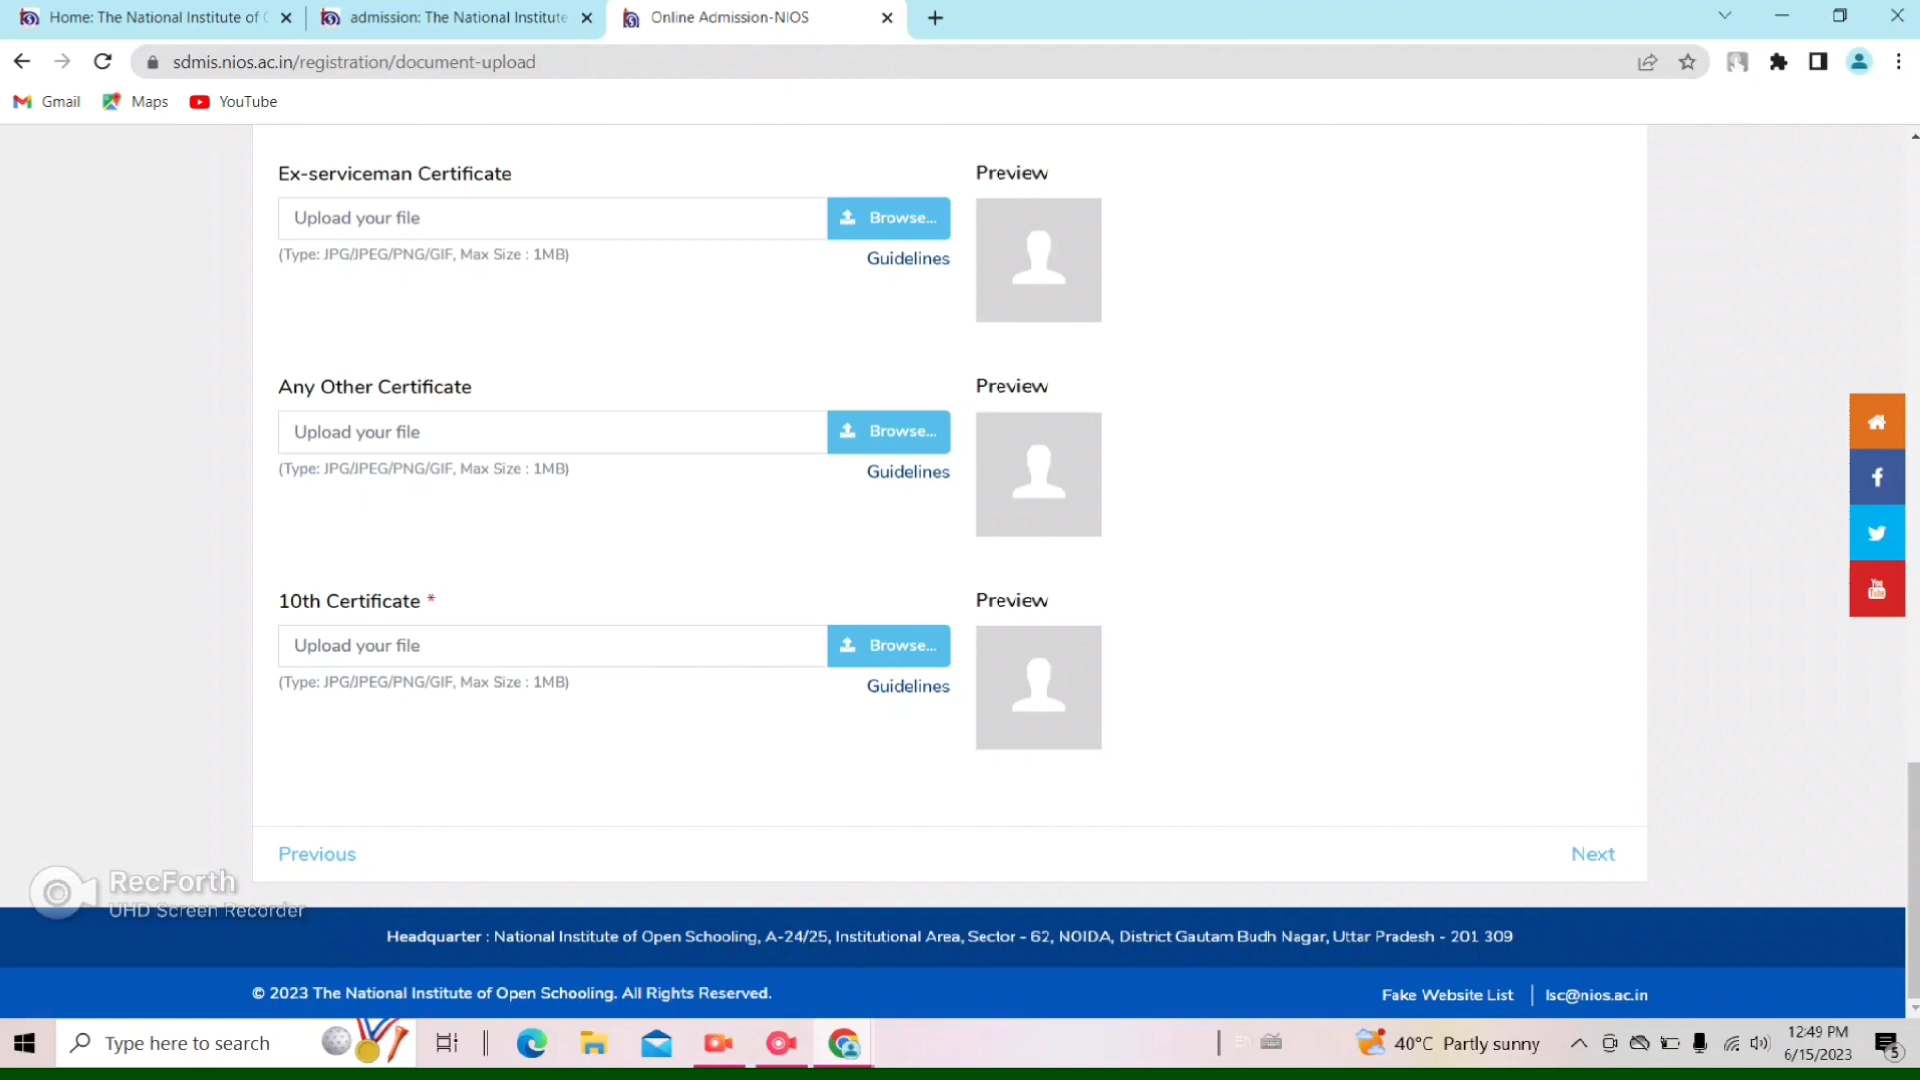 Home: The National Institute of
admission: The National Institute
Online Admission-NIOS
sdmis.nios.ac.in/registration/document-upload
Gmail
Maps
YouTube
Ex-serviceman Certificate
Preview
Upload your file
Browse...
(Type: JPG/JPEG/PNG/GIF, Max Size : 1MB)
Guidelines
Any Other Certificate
Preview
Upload your file
Browse...
(Type: JPG/JPEG/PNG/GIF, Max Size : 1MB)
Guidelines
10th Certificate *
Preview
Upload your file
Browse...
(Type: JPG/JPEG/PNG/GIF, Max Size : 1MB)
Guidelines
You
Tube
Previous
Next
RecForth
UHD Screen Recorder
Headquarter : National Institute of Open Schooling, A-24/25, Institutional Area, Sector - 62, NOIDA, District Gautam Budh Nagar, Uttar Pradesh - 201 309
© 2023 The National Institute of Open Schooling. All Rights Reserved.
Fake Website List
lsc@nios.ac.in
Type here to search
EN
40°C Partly sunny
12:49 PM
6/15/2023
5